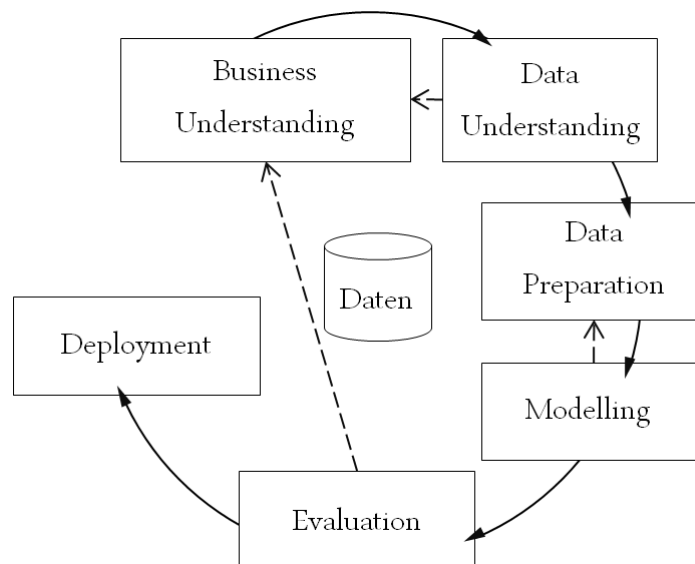 Business
Understanding
Data
Understanding
Data
Preparation
Daten
Deployment
Modelling
Evaluation